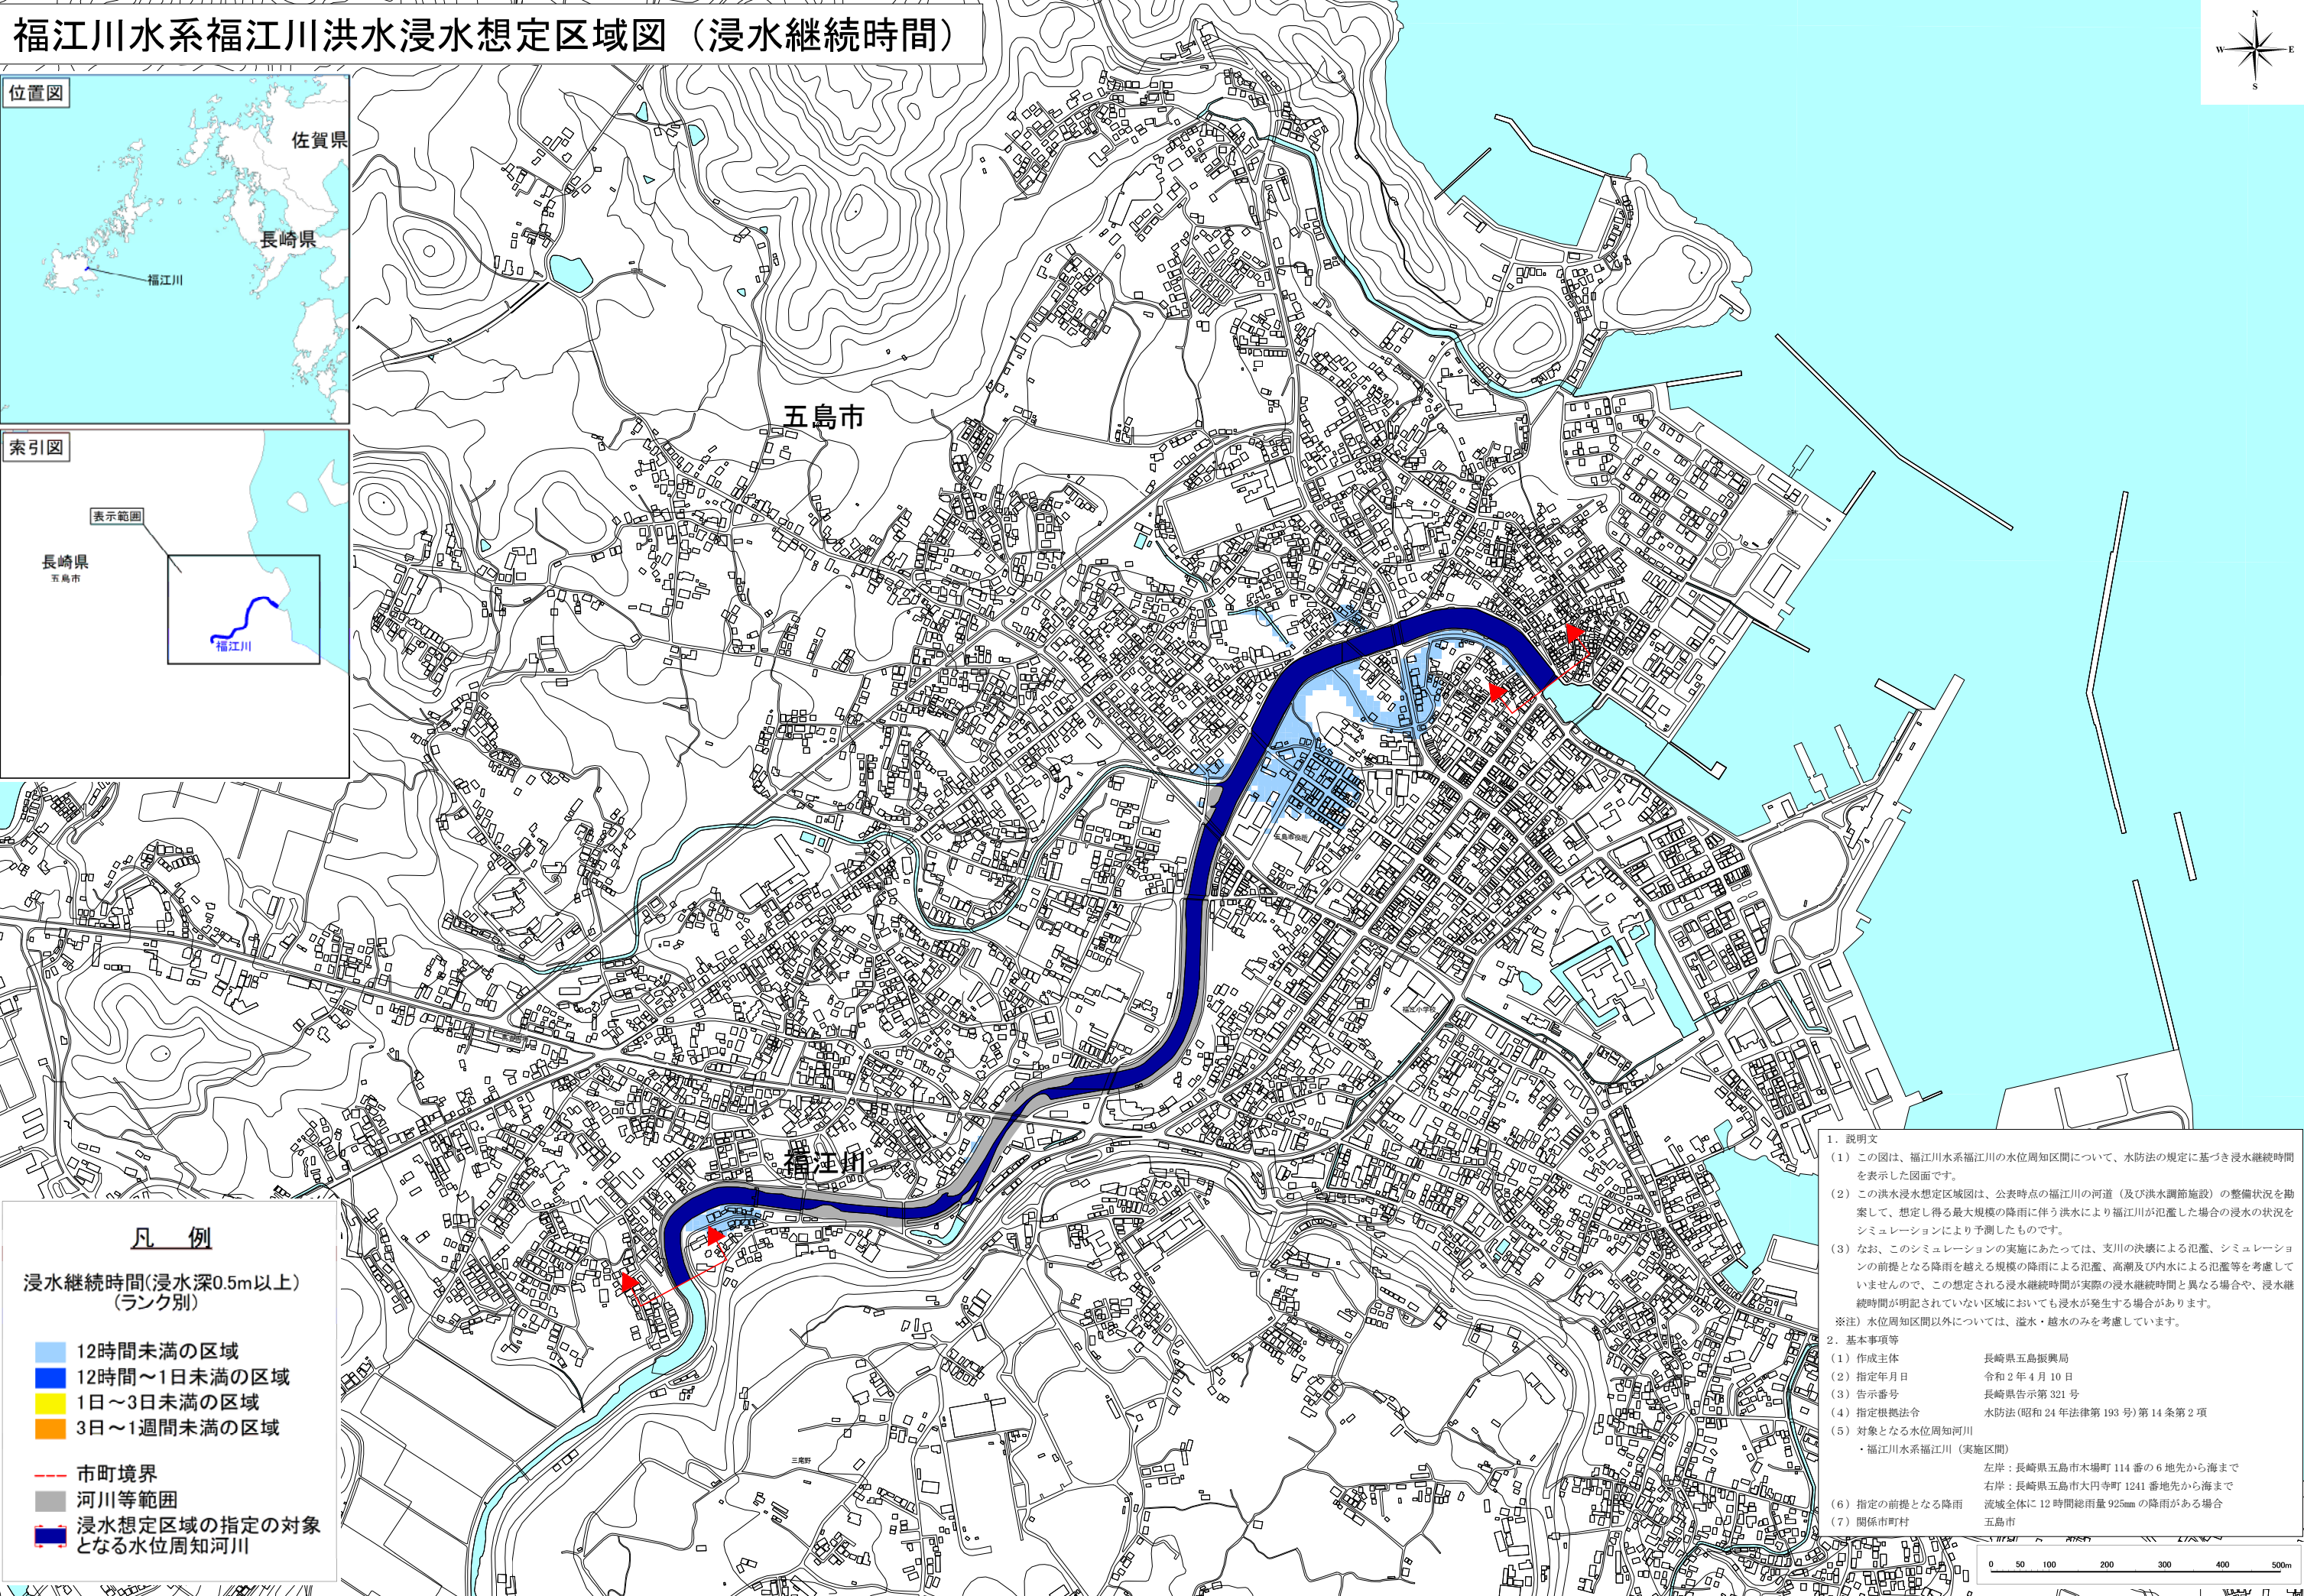 福江川水系福江川洪水浸水想定区域図（浸水継続時間）
N
W
E
S
位置図
佐賀県
長崎県
福江川
索引図
表示範囲
長崎県
五島市
福江川
五島市
五島市役所
福江小学校
福江川
三尾野
凡　例
浸水継続時間(浸水深0.5m以上)
（ランク別）
12時間未満の区域
12時間～1日未満の区域
1日～3日未満の区域
3日～1週間未満の区域
市町境界
河川等範囲
浸水想定区域の指定の対象
となる水位周知河川
1．説明文
（1）この図は、福江川水系福江川の水位周知区間について、水防法の規定に基づき浸水継続時間
を表示した図面です。
（2）この洪水浸水想定区域図は、公表時点の福江川の河道（及び洪水調節施設）の整備状況を勘
案して、想定し得る最大規模の降雨に伴う洪水により福江川が氾濫した場合の浸水の状況を
シミュレーションにより予測したものです。
（3）なお、このシミュレーションの実施にあたっては、支川の決壊による氾濫、シミュレーショ
ンの前提となる降雨を越える規模の降雨による氾濫、高潮及び内水による氾濫等を考慮して
いませんので、この想定される浸水継続時間が実際の浸水継続時間と異なる場合や、浸水継
続時間が明記されていない区域においても浸水が発生する場合があります。
※注）水位周知区間以外については、溢水・越水のみを考慮しています。
2．基本事項等
（1）作成主体　長崎県五島振興局
（2）指定年月日　令和 2 年 4 月 10 日
（3）告示番号　長崎県告示第 321 号
（4）指定根拠法令　水防法(昭和 24 年法律第 193 号)第 14 条第 2 項
（5）対象となる水位周知河川
・福江川水系福江川（実施区間）
左岸：長崎県五島市木場町 114 番の 6 地先から海まで
右岸：長崎県五島市大円寺町 1241 番地先から海まで
（6）指定の前提となる降雨　流域全体に 12 時間総雨量 925mm の降雨がある場合
（7）関係市町村　五島市
0 50 100 200 300 400 500m